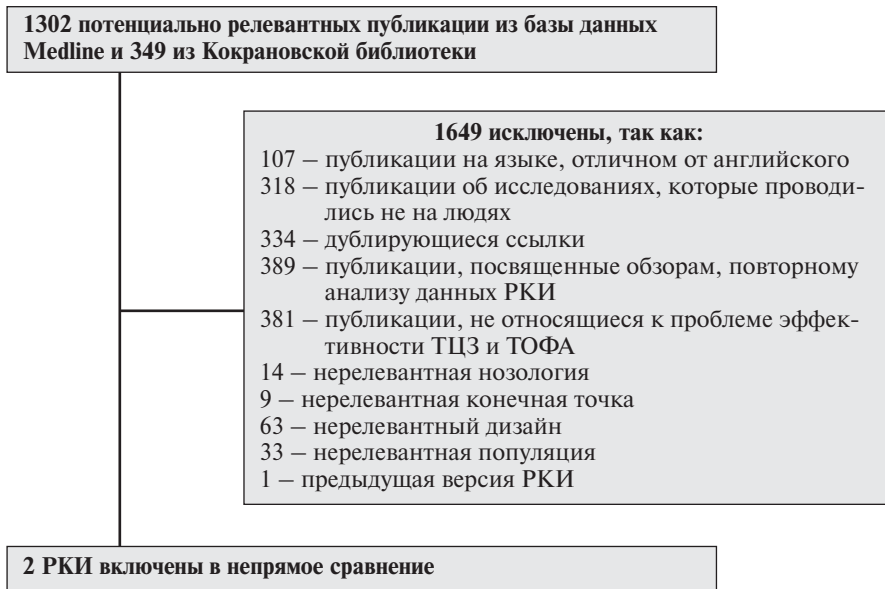 1302 потенциально релевантных публикации из базы данных
Medline и 349 из Кокрановской библиотеки
1649 исключены, так как:
107 – публикации на языке, отличном от английского
318 – публикации об исследованиях, которые проводи-
лись не на людях
334 – дублирующиеся ссылки
389 – публикации, посвященные обзорам, повторному
анализу данных РКИ
381 – публикации, не относящиеся к проблеме эффек-
тивности ТЦЗ и ТОФА
14 – нерелевантная нозология
9 – нерелевантная конечная точка
63 – нерелевантный дизайн
33 – нерелевантная популяция
1 – предыдущая версия РКИ
2 РКИ включены в непрямое сравнение